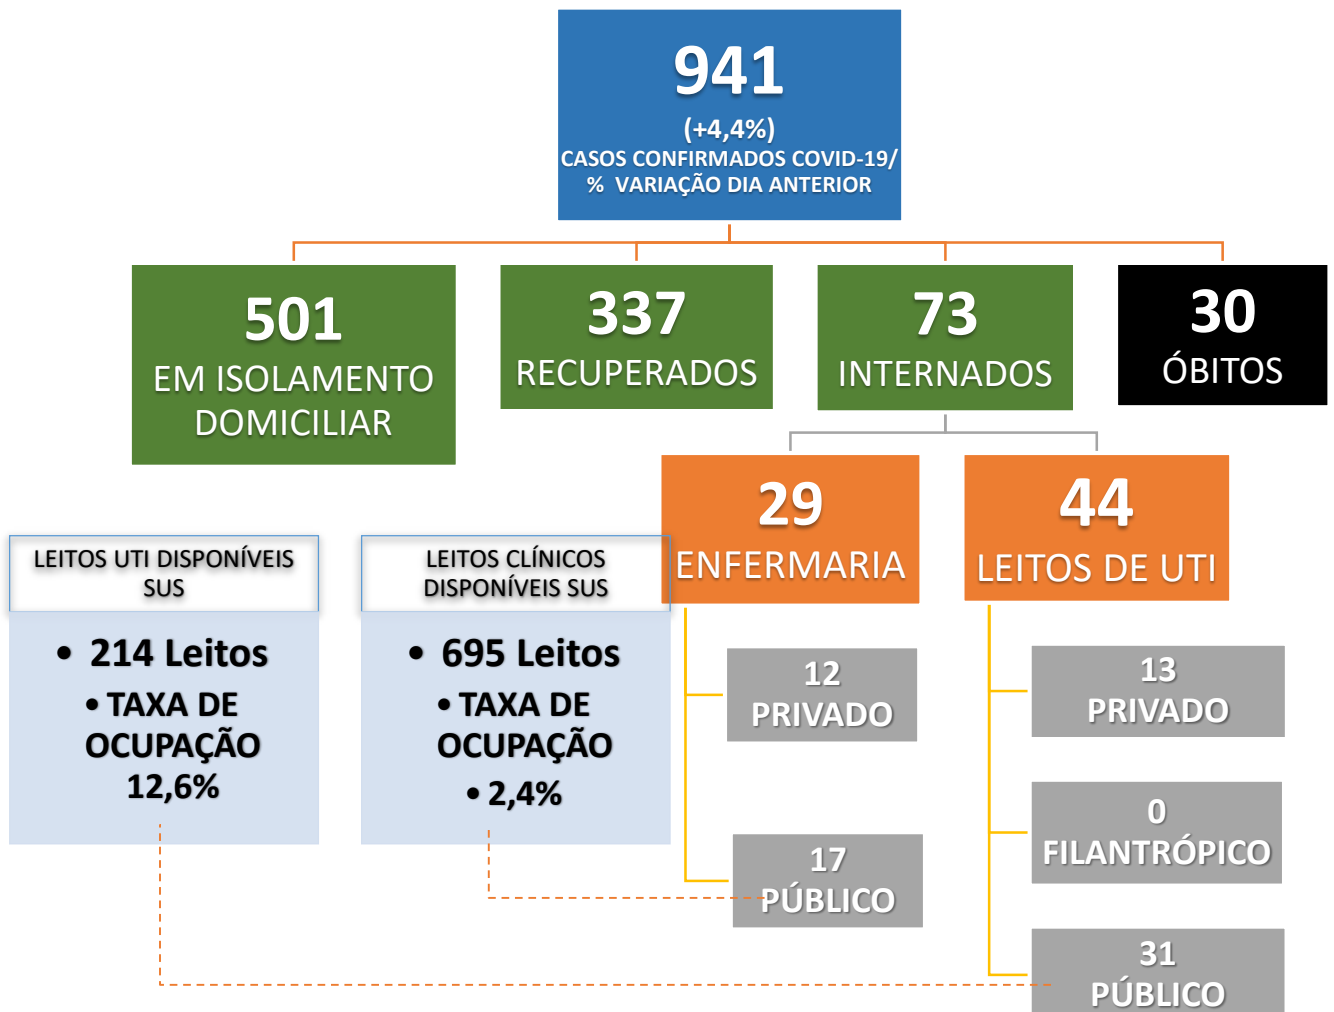 941
(+4,4%)
CASOS CONFIRMADOS COVID-19/
% VARIAÇÃO DIA ANTERIOR
501
EM ISOLAMENTO
DOMICILIAR
337
RECUPERADOS
73
INTERNADOS
30
ÓBITOS
29
ENFERMARIA
44
LEITOS DE UTI
LEITOS UTI DISPONÍVEIS
SUS
• 214 Leitos
• TAXA DE
OCUPAÇÃO
12,6%
LEITOS CLÍNICOS
DISPONÍVEIS SUS
• 695 Leitos
• TAXA DE
OCUPAÇÃO
• 2,4%
12
PRIVADO
17
PÚBLICO
13
PRIVADO
0
FILANTRÓPICO
31
PÚBLICO